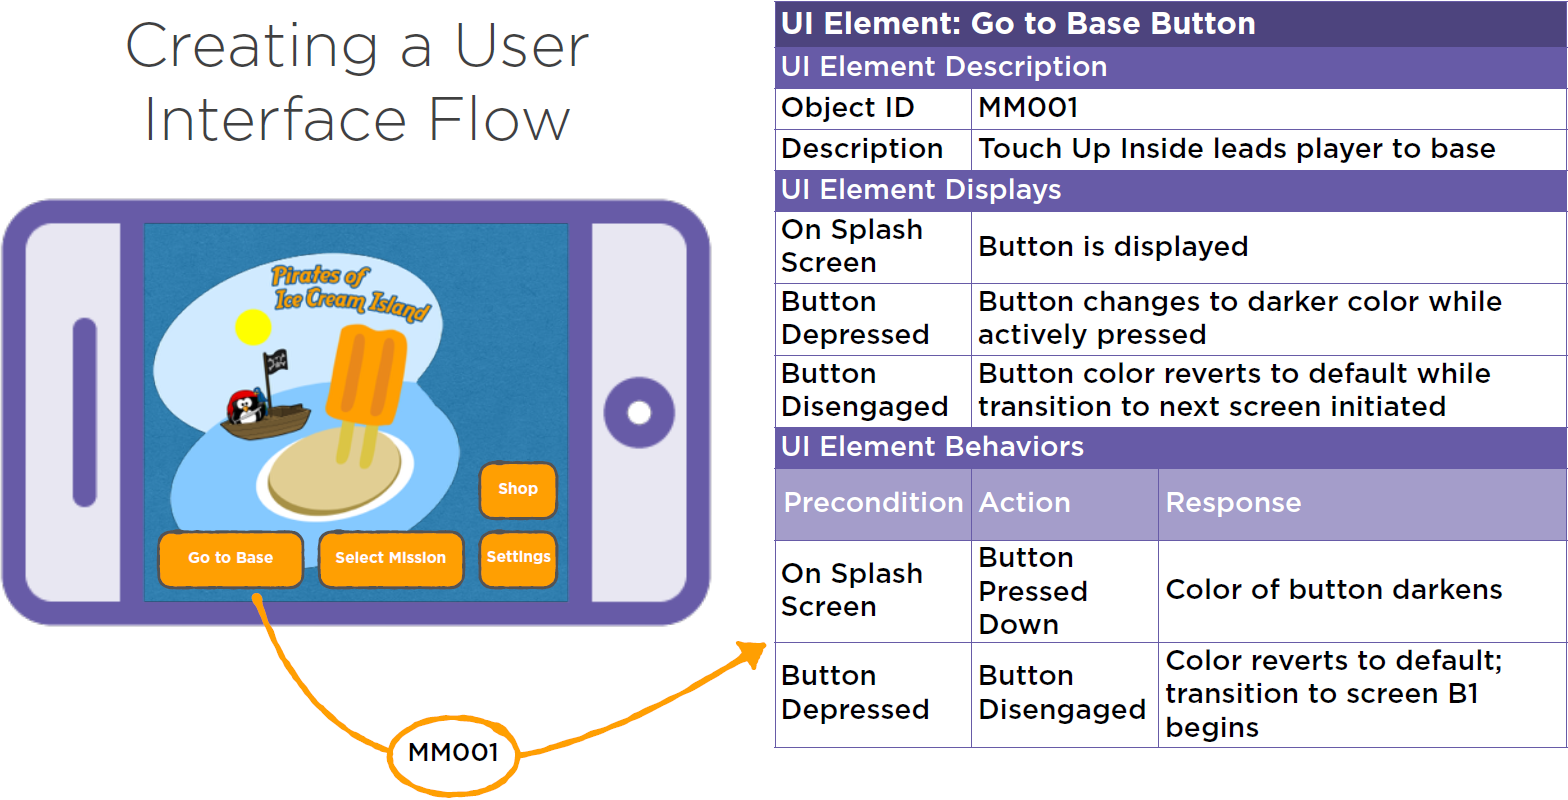 Creating a User
Interface Flow
Pirates of
Ice Cream Island
Shop
Go to Base
Select Mission
Settings
MM001
UI Element: Go to Base Button
UI Element Description
Object ID
MM001
Description
Touch Up Inside leads player to base
UI Element Displays
On Splash
Screen
Button is displayed
Button
Depressed
Button changes to darker color while
actively pressed
Button
Disengaged
Button color reverts to default while
transition to next screen initiated
UI Element Behaviors
Precondition
Action
Response
On Splash
Screen
Button
Pressed
Down
Color of button darkens
Button
Depressed
Button
Disengaged
Color reverts to default;
transition to screen B1
begins